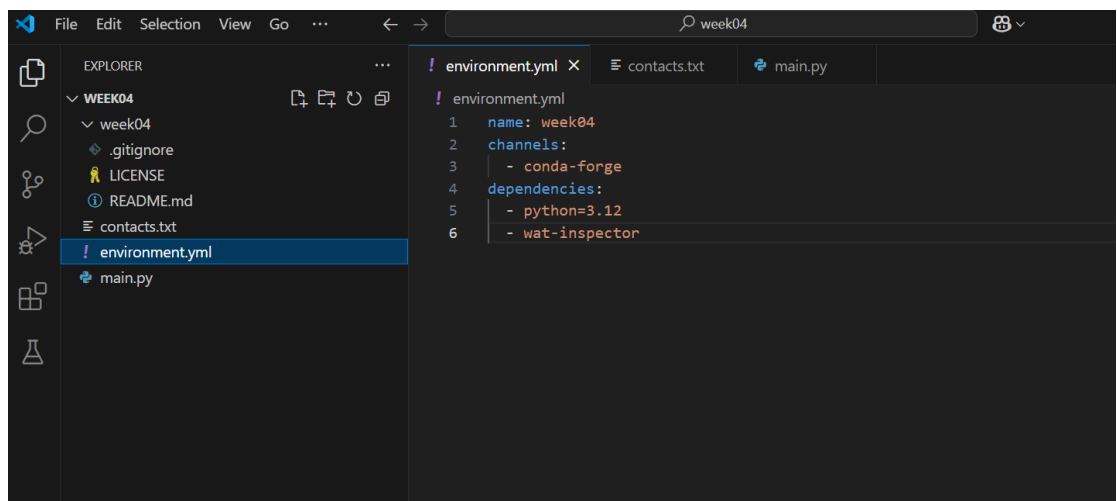 File Edit Selection View Go ··· week04
EXPLORER ···
environment.yml contacts.txt main.py
WEEK04
environment.yml
week04
1 name: week04
.gitignore
2 channels:
LICENSE
3 - conda-forge
README.md
4 dependencies:
contacts.txt
5 - python=3.12
environment.yml
6 - wat-inspector
main.py